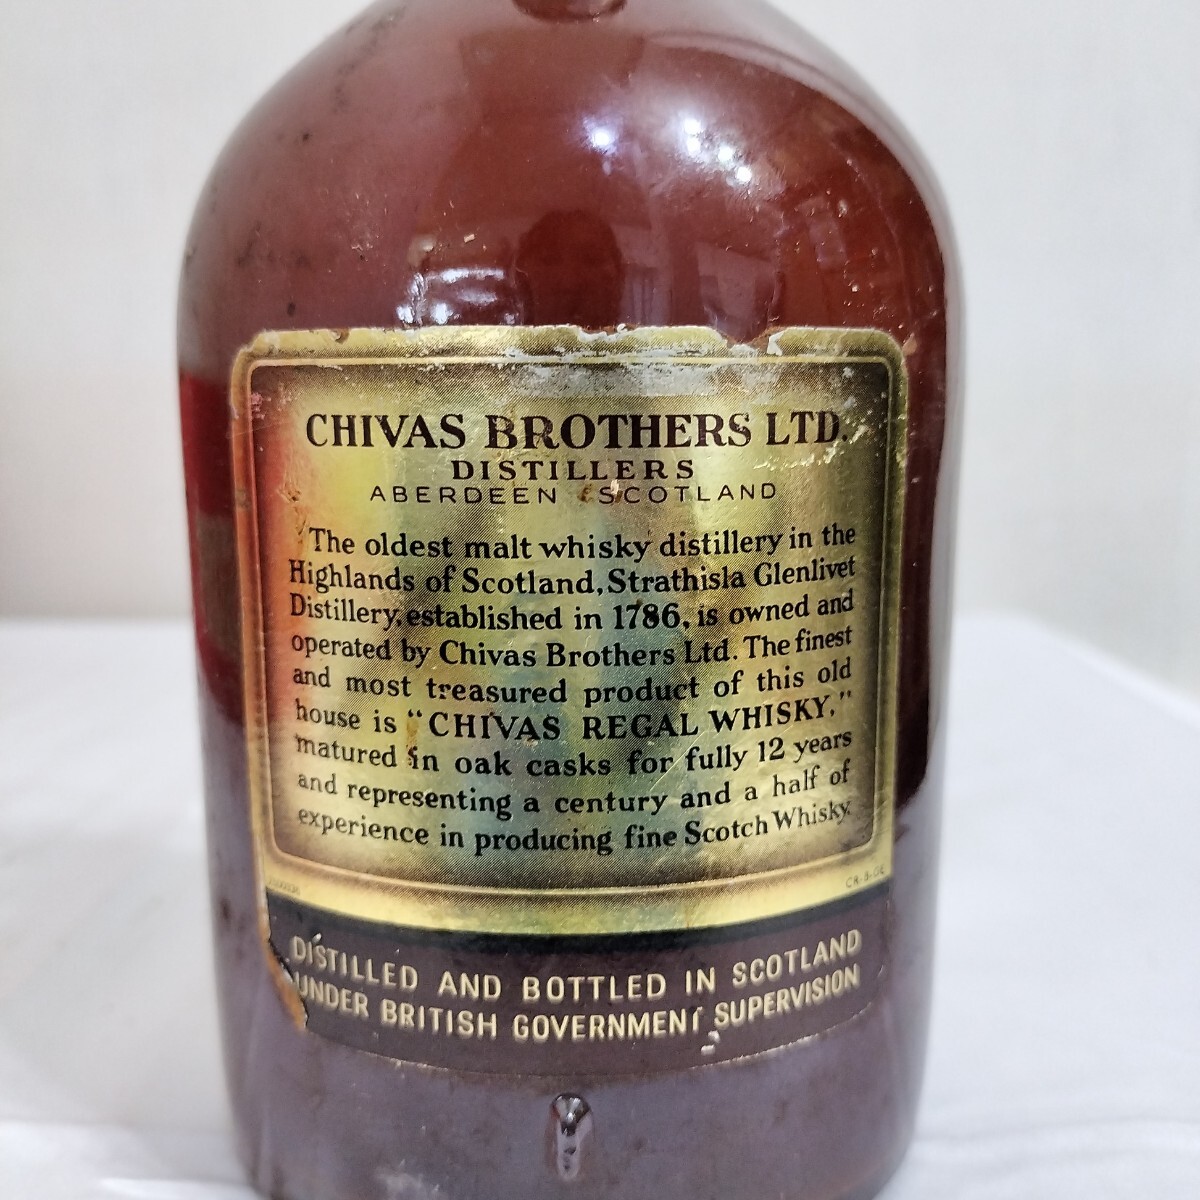 CHIVAS BROTHERS LTD.
DISTILLERS
ABERDEEN SCOTLAND
The oldest malt whisky distillery in the
Highlands of Scotland, Strathisla Glenlivet
Distillery, established in 1786, is owned and
operated by Chivas Brothers Ltd. The finest
and most treasured product of this old
house is "CHIVAS REGAL WHISKY,"
matured in oak casks for fully 12 years
and representing a century and a half of
experience in producing fine Scotch Whisky.
DISTILLED AND BOTTLED IN SCOTLAND
UNDER BRITISH GOVERNMENT SUPERVISION